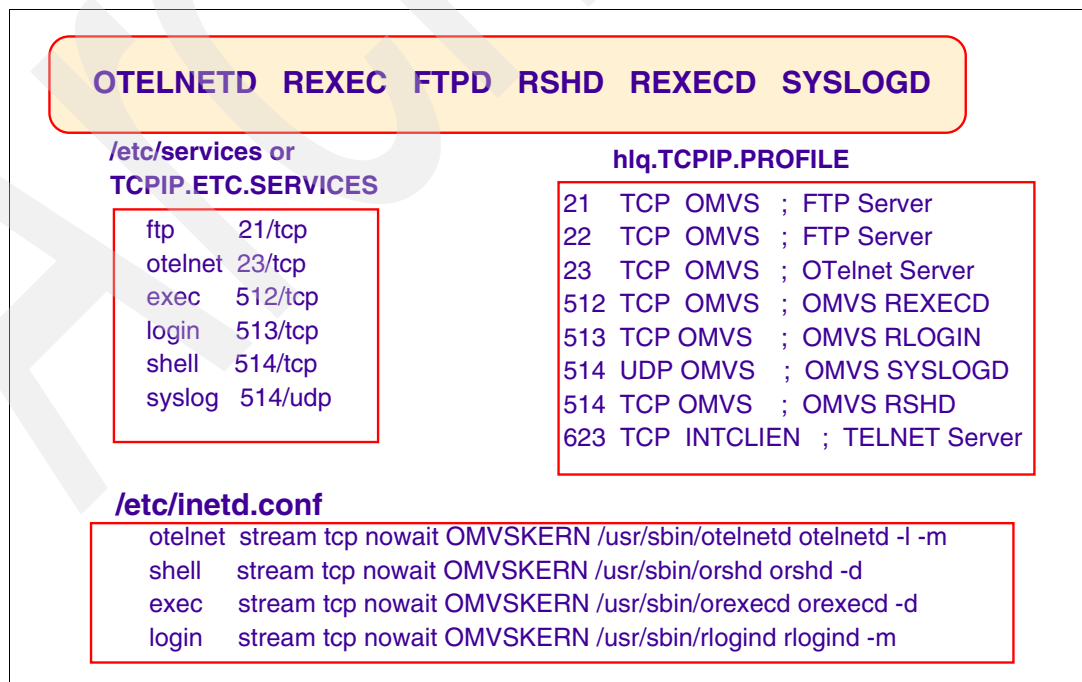 OTELNETD REXEC FTPD RSHD REXECD SYSLOGD
/etc/services or
TCPIP.ETC.SERVICES
ftp 21/tcp
otelnet 23/tcp
exec 512/tcp
login 513/tcp
shell 514/tcp
syslog 514/udp
hlq.TCPIP.PROFILE
21 TCP OMVS ; FTP Server
22 TCP OMVS ; FTP Server
23 TCP OMVS ; OTelnet Server
512 TCP OMVS ; OMVS REXECD
513 TCP OMVS ; OMVS RLOGIN
514 UDP OMVS ; OMVS SYSLOGD
514 TCP OMVS ; OMVS RSHD
623 TCP INTCLIEN ; TELNET Server
/etc/inetd.conf
otelnet stream tcp nowait OMVSKERN /usr/sbin/otelnetd otelnetd -l -m
shell stream tcp nowait OMVSKERN /usr/sbin/orshd orshd -d
exec stream tcp nowait OMVSKERN /usr/sbin/orexecd orexecd -d
login stream tcp nowait OMVSKERN /usr/sbin/rlogind rlogind -m